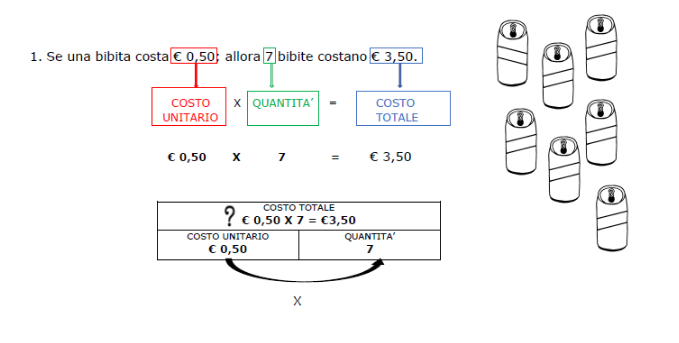 1. Se una bibita costa € 0,50; allora 7 bibite costano € 3,50.
COSTO UNITARIO X QUANTITA’ = COSTO TOTALE
€ 0,50 X 7 = € 3,50
? COSTO TOTALE
€ 0,50 X 7 = €3,50
COSTO UNITARIO QUANTITA’
€ 0,50 7
X